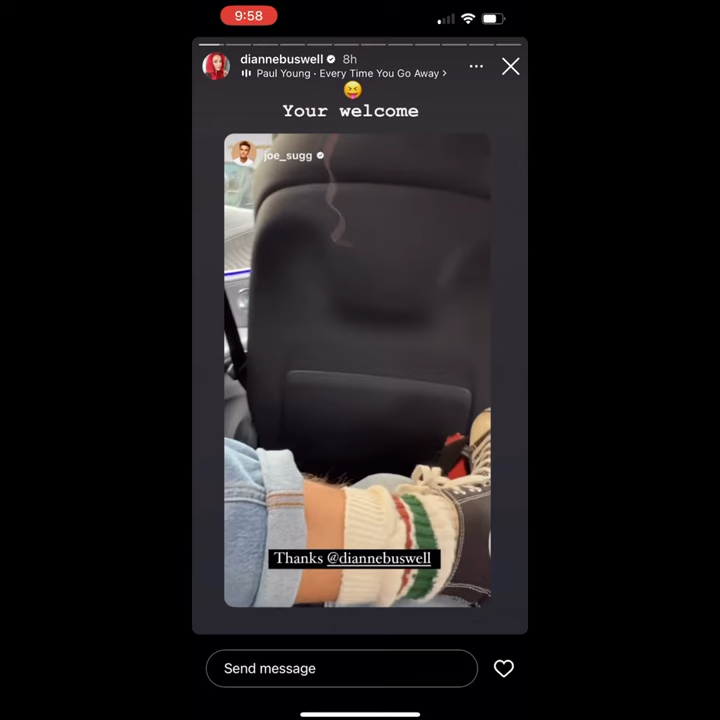 9:58
diannebuswell 8h
Paul Young · Every Time You Go Away >
😝
Your welcome
joe_sugg
Thanks @diannebuswell
Send message